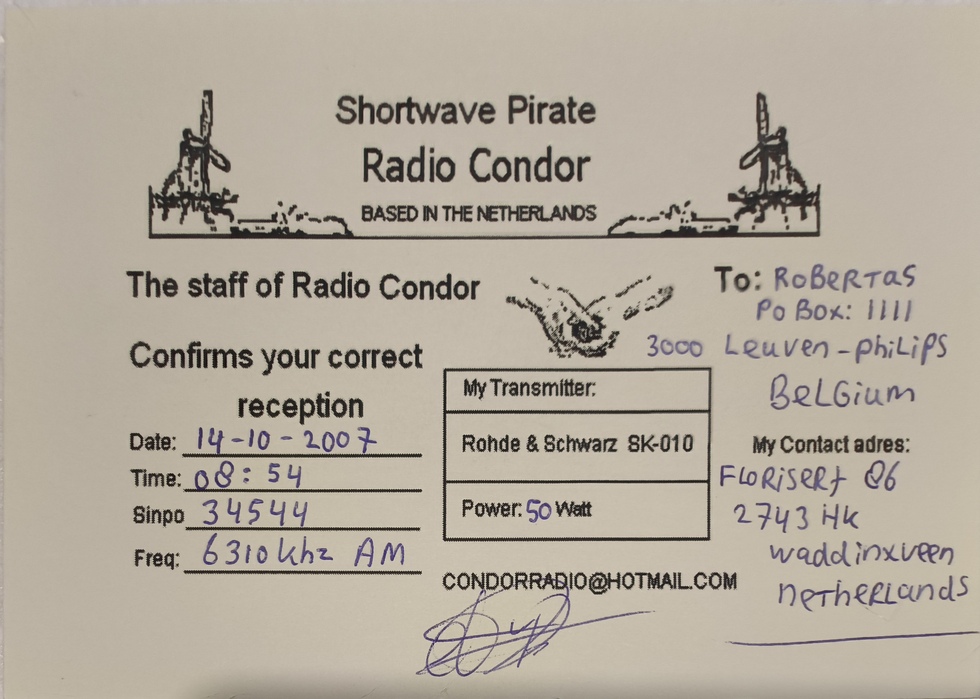 Shortwave Pirate
Radio Condor
BASED IN THE NETHERLANDS
The staff of Radio Condor
Confirms your correct
reception
Date: 14-10-2007
Time: 08:54
Sinpo 34544
Freq: 6310 khz AM
My Transmitter:
Rohde & Schwarz SK-010
Power: 50 Watt
CONDORRADIO@HOTMAIL.COM
To: RoBeRTaS
Po Box: 1111
3000 Leuven-philips
BeLGium
My Contact adres:
FLoRiseRt 86
2743 HK
waddinxveen
netheRLands